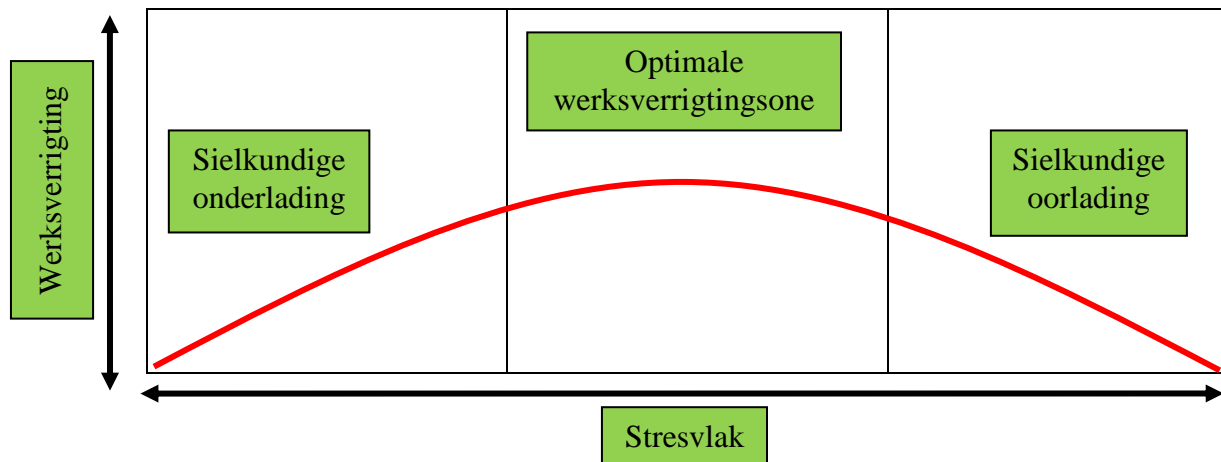 Werksverrigting
Sielkundige
onderlading
Optimale
werksverrigtingsone
Sielkundige
oorlading
Stresvlak